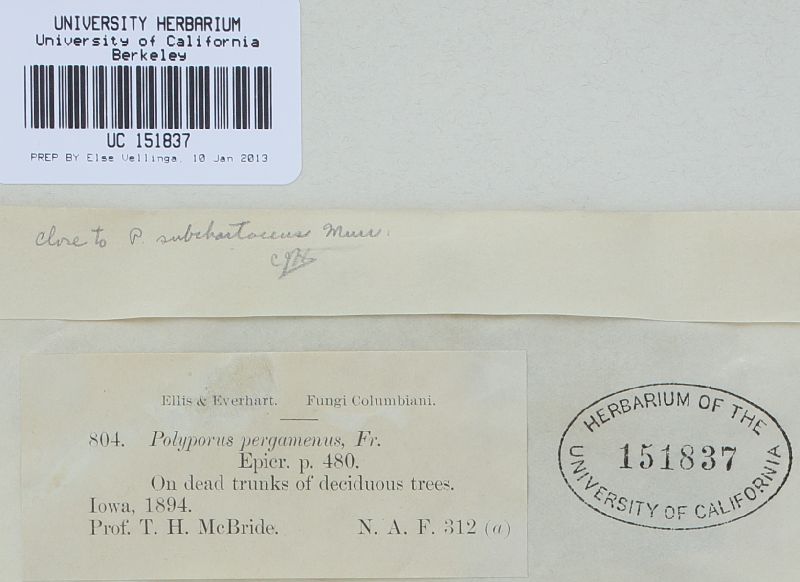 UNIVERSITY HERBARIUM
University of California
Berkeley
UC 151837
PREP BY Else Vellinga, 10 Jan 2013
close to P. subchartaceus Murr.
Ellis & Everhart. Fungi Columbiani.
804. Polyporus pergamenus, Fr.
Epicr. p. 480.
On dead trunks of deciduous trees.
Iowa, 1894.
Prof. T. H. McBride. N. A. F. 312 (a)
HERBARIUM OF THE
151837
UNIVERSITY OF CALIFORNIA